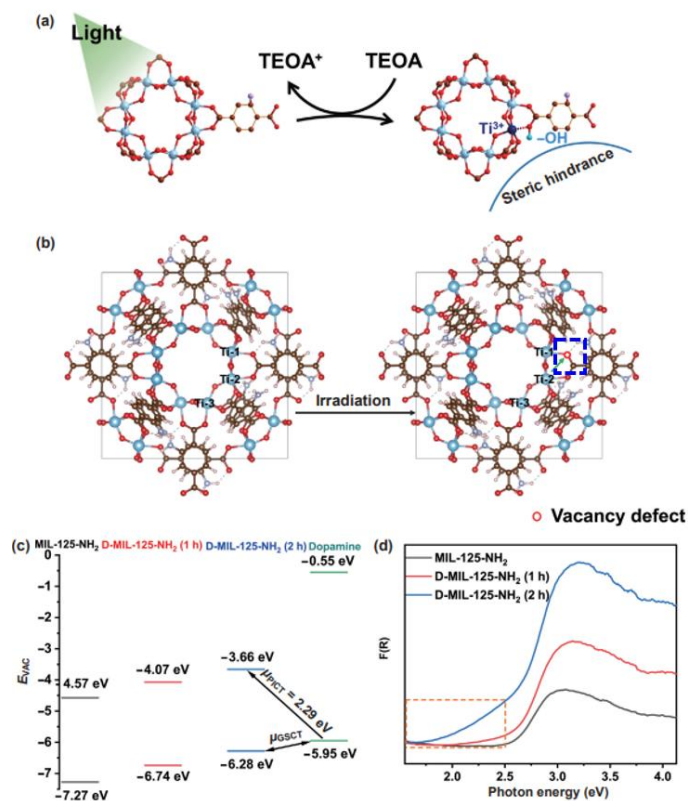 (a)
Light
TEOA⁺ TEOA
Ti³⁺
–OH
Steric hindrance
(b)
Ti-1
Ti-2
Ti-3
Irradiation
Ti-1
Ti-2
Ti-3
Vacancy defect
(c)
MIL-125-NH₂ D-MIL-125-NH₂ (1 h) D-MIL-125-NH₂ (2 h) Dopamine
0
−1
−2
−3
−4
−5
−6
−7
E_VAC
−0.55 eV
−3.66 eV
−4.07 eV
4.57 eV
μPICT = 2.29 eV
μGSCT
−5.95 eV
−6.28 eV
−6.74 eV
−7.27 eV
(d)
MIL-125-NH₂
D-MIL-125-NH₂ (1 h)
D-MIL-125-NH₂ (2 h)
F(R)
2.0 2.5 3.0 3.5 4.0
Photon energy (eV)